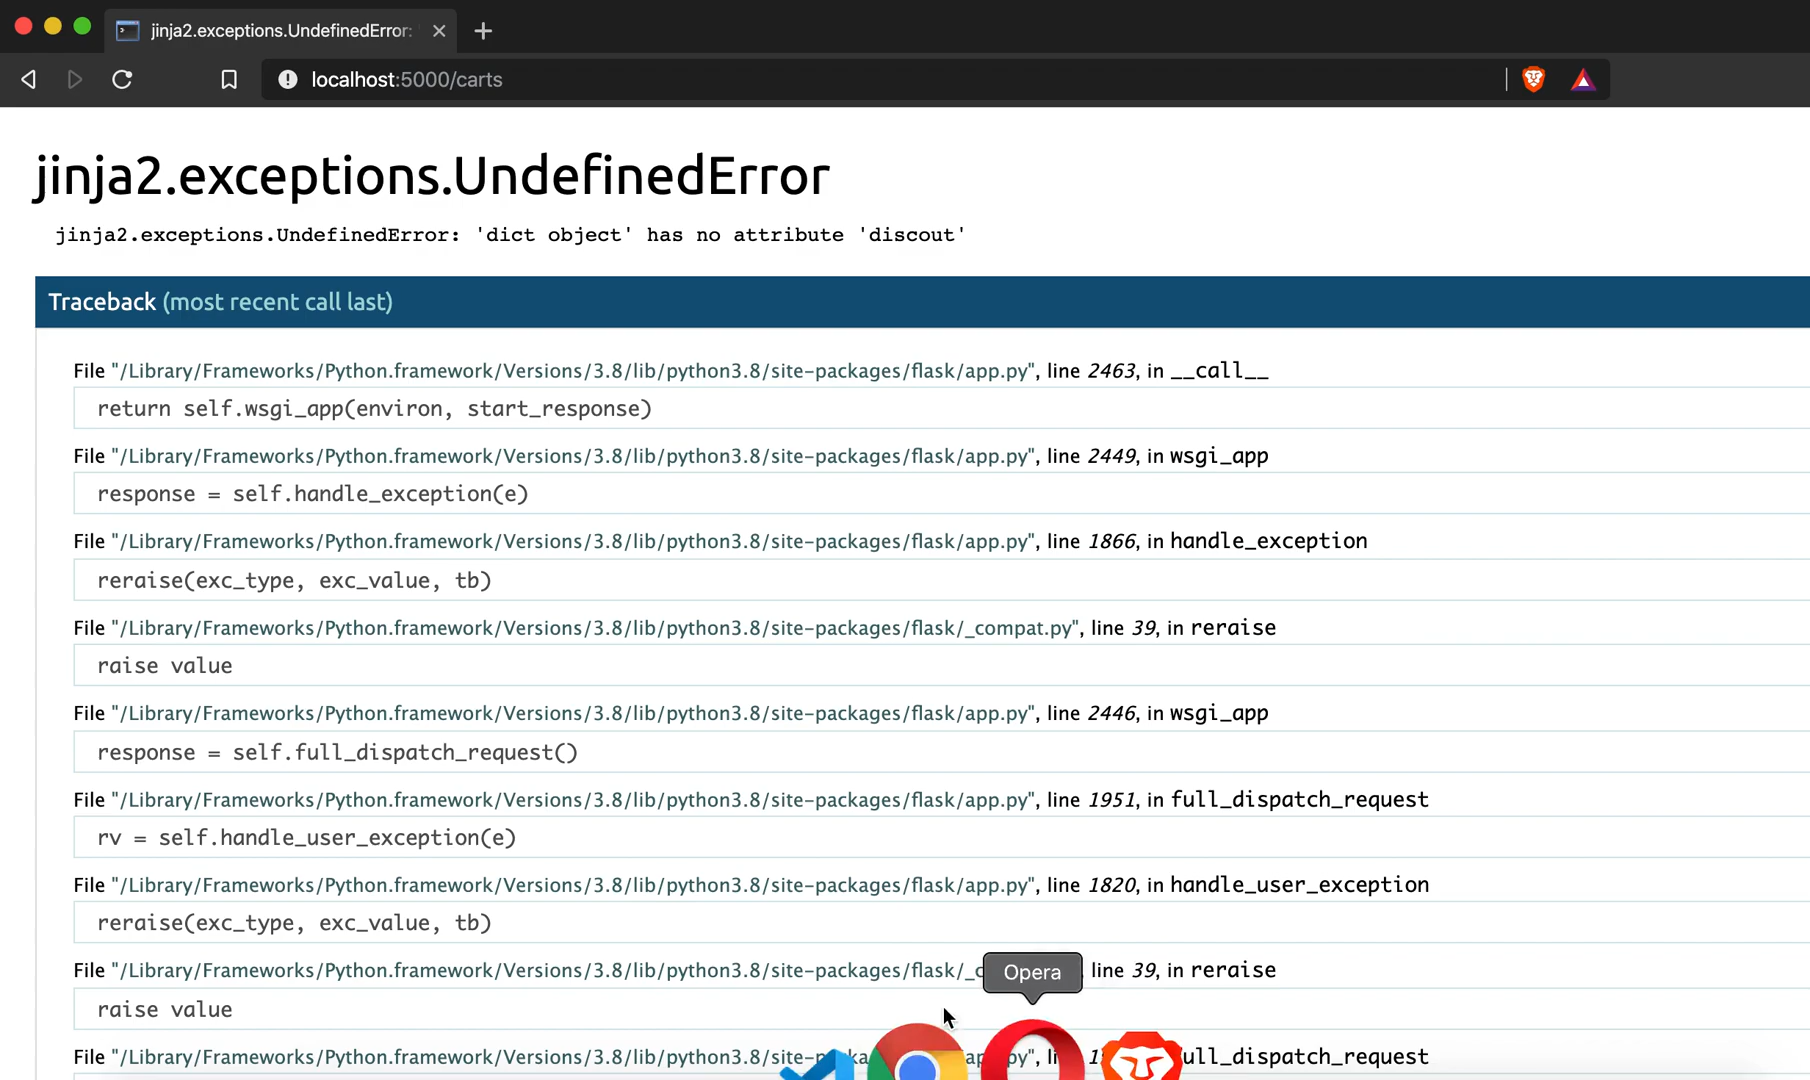 jinja2.exceptions.UndefinedError:
localhost:5000/carts
jinja2.exceptions.UndefinedError
jinja2.exceptions.UndefinedError: 'dict object' has no attribute 'discout'
Traceback (most recent call last)
File "/Library/Frameworks/Python.framework/Versions/3.8/lib/python3.8/site-packages/flask/app.py", line 2463, in __call__
return self.wsgi_app(environ, start_response)
File "/Library/Frameworks/Python.framework/Versions/3.8/lib/python3.8/site-packages/flask/app.py", line 2449, in wsgi_app
response = self.handle_exception(e)
File "/Library/Frameworks/Python.framework/Versions/3.8/lib/python3.8/site-packages/flask/app.py", line 1866, in handle_exception
reraise(exc_type, exc_value, tb)
File "/Library/Frameworks/Python.framework/Versions/3.8/lib/python3.8/site-packages/flask/_compat.py", line 39, in reraise
raise value
File "/Library/Frameworks/Python.framework/Versions/3.8/lib/python3.8/site-packages/flask/app.py", line 2446, in wsgi_app
response = self.full_dispatch_request()
File "/Library/Frameworks/Python.framework/Versions/3.8/lib/python3.8/site-packages/flask/app.py", line 1951, in full_dispatch_request
rv = self.handle_user_exception(e)
File "/Library/Frameworks/Python.framework/Versions/3.8/lib/python3.8/site-packages/flask/app.py", line 1820, in handle_user_exception
reraise(exc_type, exc_value, tb)
File "/Library/Frameworks/Python.framework/Versions/3.8/lib/python3.8/site-packages/flask/_c line 39, in reraise
Opera
raise value
File "/Library/Frameworks/Python.framework/Versions/3.8/lib/python3.8/site-p